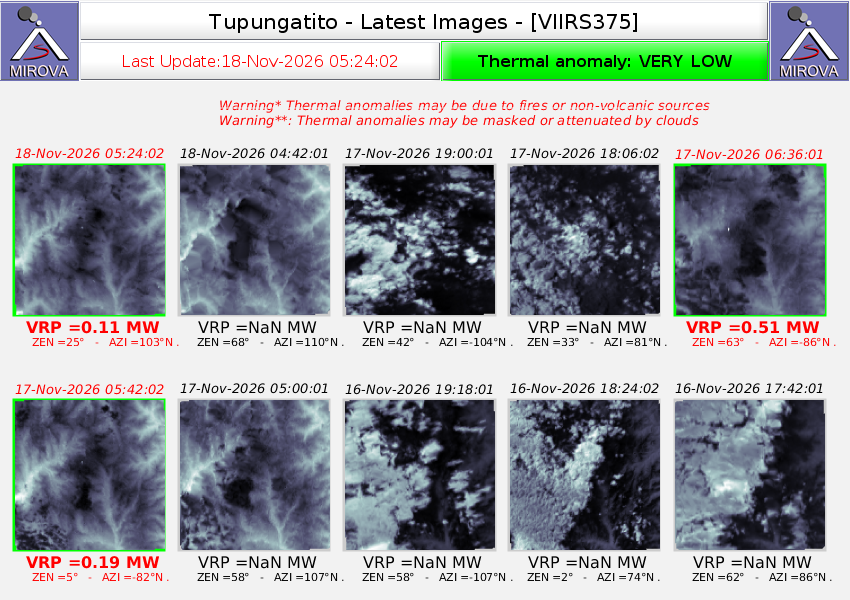 Tupungatito - Latest Images - [VIIRS375]
MIROVA
Last Update:18-Nov-2026 05:24:02
Thermal anomaly: VERY LOW
MIROVA
Warning* Thermal anomalies may be due to fires or non-volcanic sources
Warning**: Thermal anomalies may be masked or attenuated by clouds
18-Nov-2026 05:24:02
18-Nov-2026 04:42:01
17-Nov-2026 19:00:01
17-Nov-2026 18:06:02
17-Nov-2026 06:36:01
VRP =0.11 MW
VRP =NaN MW
VRP =NaN MW
VRP =NaN MW
VRP =0.51 MW
ZEN =25° - AZI =103°N .
ZEN =68° - AZI =110°N .
ZEN =42° - AZI =-104°N .
ZEN =33° - AZI =81°N .
ZEN =63° - AZI =-86°N .
17-Nov-2026 05:42:02
17-Nov-2026 05:00:01
16-Nov-2026 19:18:01
16-Nov-2026 18:24:02
16-Nov-2026 17:42:01
VRP =0.19 MW
VRP =NaN MW
VRP =NaN MW
VRP =NaN MW
VRP =NaN MW
ZEN =5° - AZI =-82°N .
ZEN =58° - AZI =107°N .
ZEN =58° - AZI =-107°N .
ZEN =2° - AZI =74°N .
ZEN =62° - AZI =86°N .